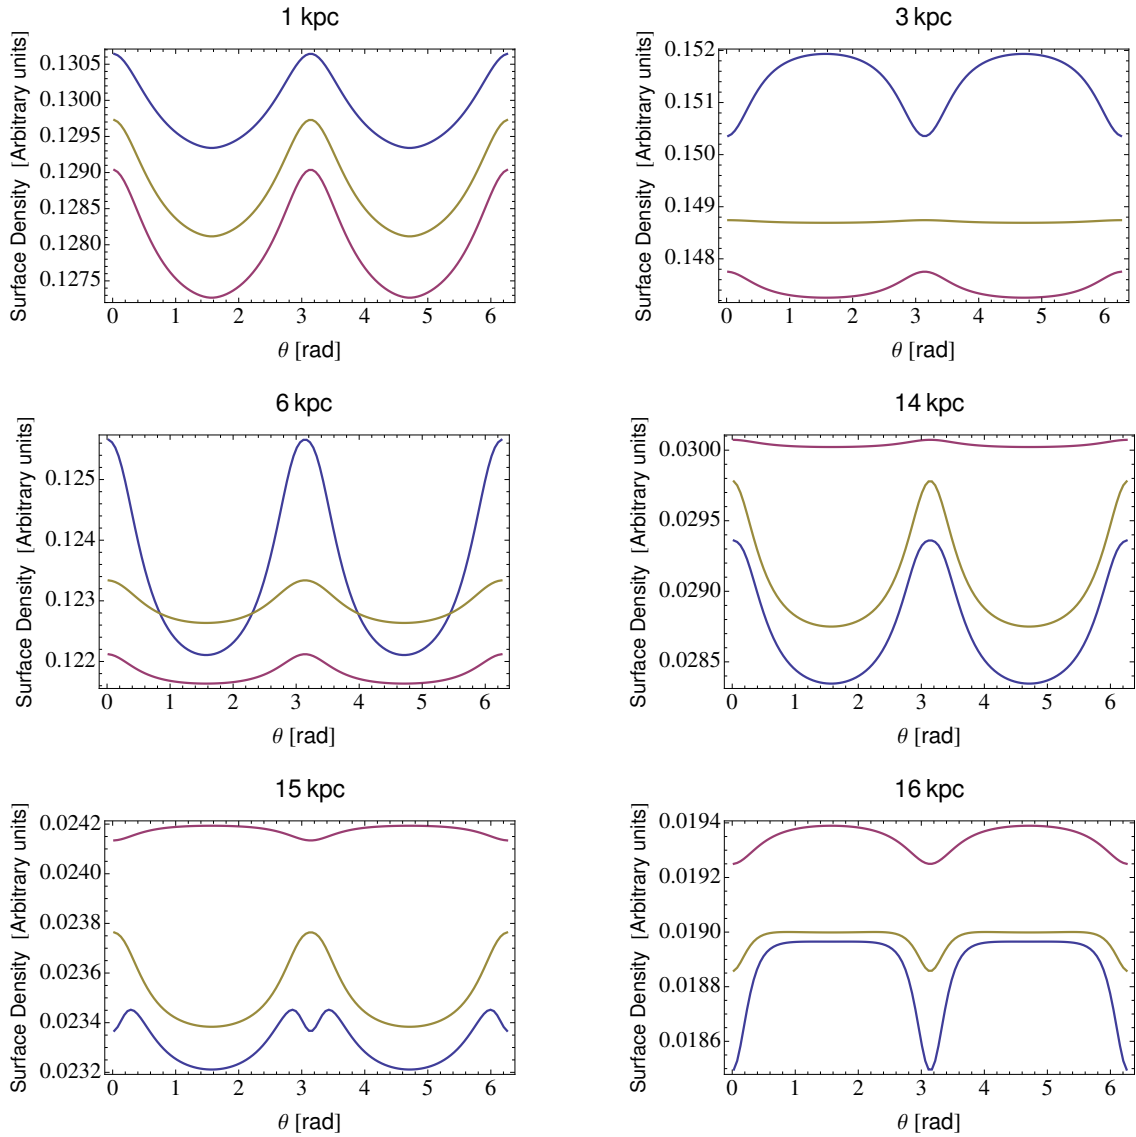 1 kpc
Surface Density [Arbitrary units]
0.1305
0.1300
0.1295
0.1290
0.1285
0.1280
0.1275
0 1 2 3 4 5 6
θ [rad]
3 kpc
Surface Density [Arbitrary units]
0.152
0.151
0.150
0.149
0.148
0 1 2 3 4 5 6
θ [rad]
6 kpc
Surface Density [Arbitrary units]
0.125
0.124
0.123
0.122
0 1 2 3 4 5 6
θ [rad]
14 kpc
Surface Density [Arbitrary units]
0.0300
0.0295
0.0290
0.0285
0 1 2 3 4 5 6
θ [rad]
15 kpc
Surface Density [Arbitrary units]
0.0242
0.0240
0.0238
0.0236
0.0234
0.0232
0 1 2 3 4 5 6
θ [rad]
16 kpc
Surface Density [Arbitrary units]
0.0194
0.0192
0.0190
0.0188
0.0186
0 1 2 3 4 5 6
θ [rad]